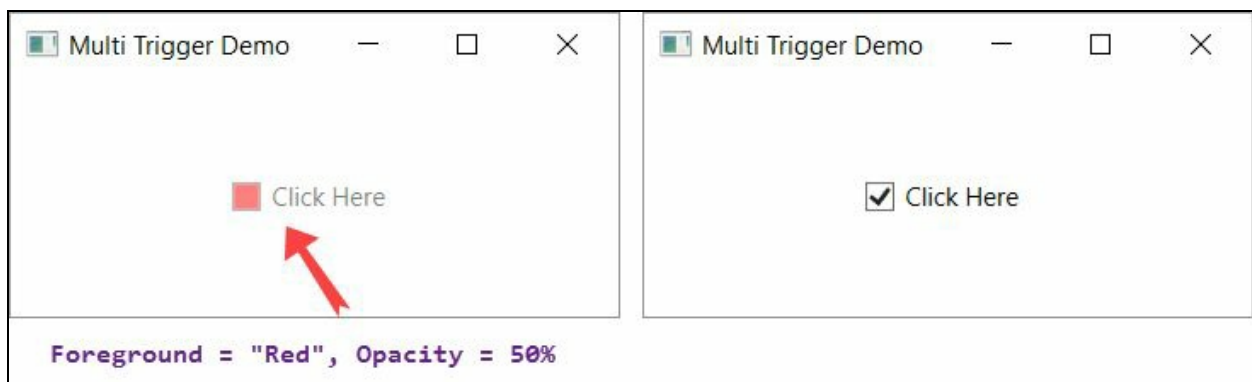 Multi Trigger Demo
Click Here
Multi Trigger Demo
Click Here
Foreground = "Red", Opacity = 50%